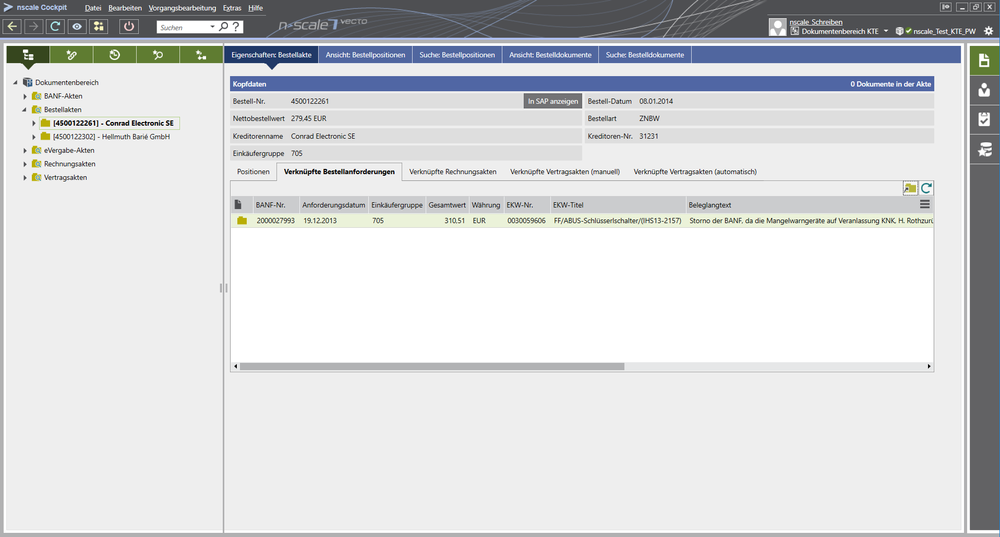 nscale Cockpit
Datei Bearbeiten Vorgangsbearbeitung Extras Hilfe
Suchen
n-scale 7 VECTO
nscale_Schreiben
Dokumentenbereich KTE
nscale_Test_KTE_PW
Dokumentenbereich
BANF-Akten
Bestellakten
[4500122261] - Conrad Electronic SE
[4500122302] - Hellmuth Barié GmbH
eVergabe-Akten
Rechnungsakten
Vertragsakten
Eigenschaften: Bestellakte Ansicht: Bestellpositionen Suche: Bestellpositionen Ansicht: Bestelldokumente Suche: Bestelldokumente
Kopfdaten 0 Dokumente in der Akte
Bestell-Nr. 4500122261 In SAP anzeigen Bestell-Datum 08.01.2014
Nettobestellwert 279,45 EUR Bestellart ZNBW
Kreditorenname Conrad Electronic SE Kreditoren-Nr. 31231
Einkäufergruppe 705
Positionen Verknüpfte Bestellanforderungen Verknüpfte Rechnungsakten Verknüpfte Vertragsakten (manuell) Verknüpfte Vertragsakten (automatisch)
BANF-Nr. Anforderungsdatum Einkäufergruppe Gesamtwert Währung EKW-Nr. EKW-Titel Beleglangtext
2000027993 19.12.2013 705 310,51 EUR 0030059606 FF/ABUS-Schlüsserlschalter/(IHS13-2157) Storno der BANF, da die Mangelwarngeräte auf Veranlassung KNK, H. Rothzurü